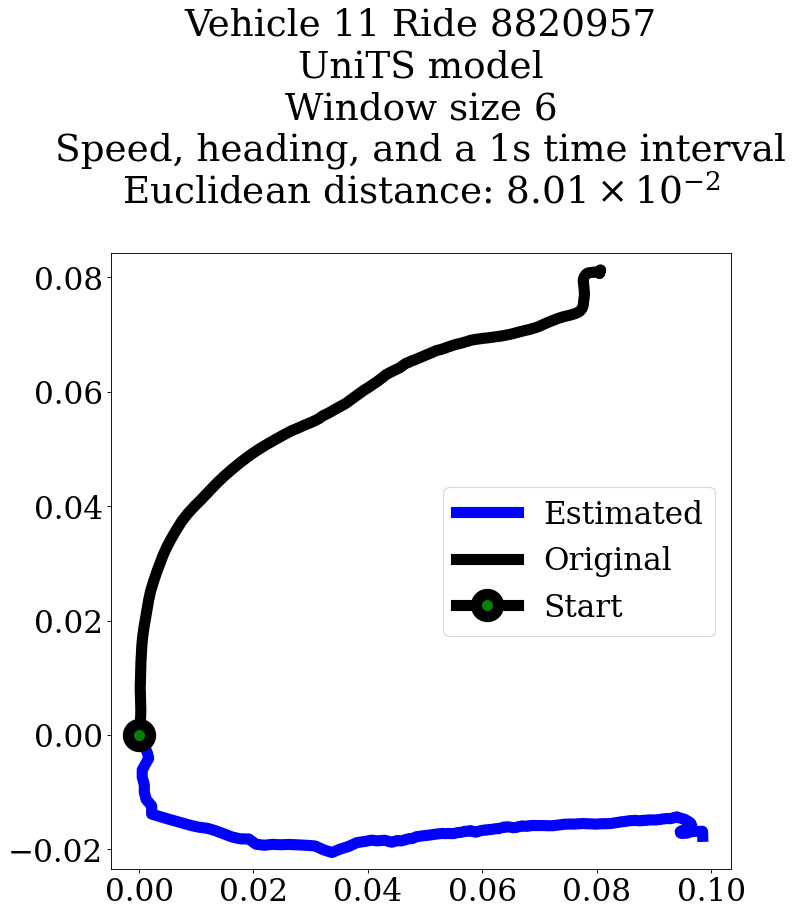 Vehicle 11 Ride 8820957
UniTS model
Window size 6
Speed, heading, and a 1s time interval
Euclidean distance: 8.01 × 10⁻²
0.08
0.06
0.04
0.02
0.00
−0.02
Estimated
Original
Start
0.00 0.02 0.04 0.06 0.08 0.10